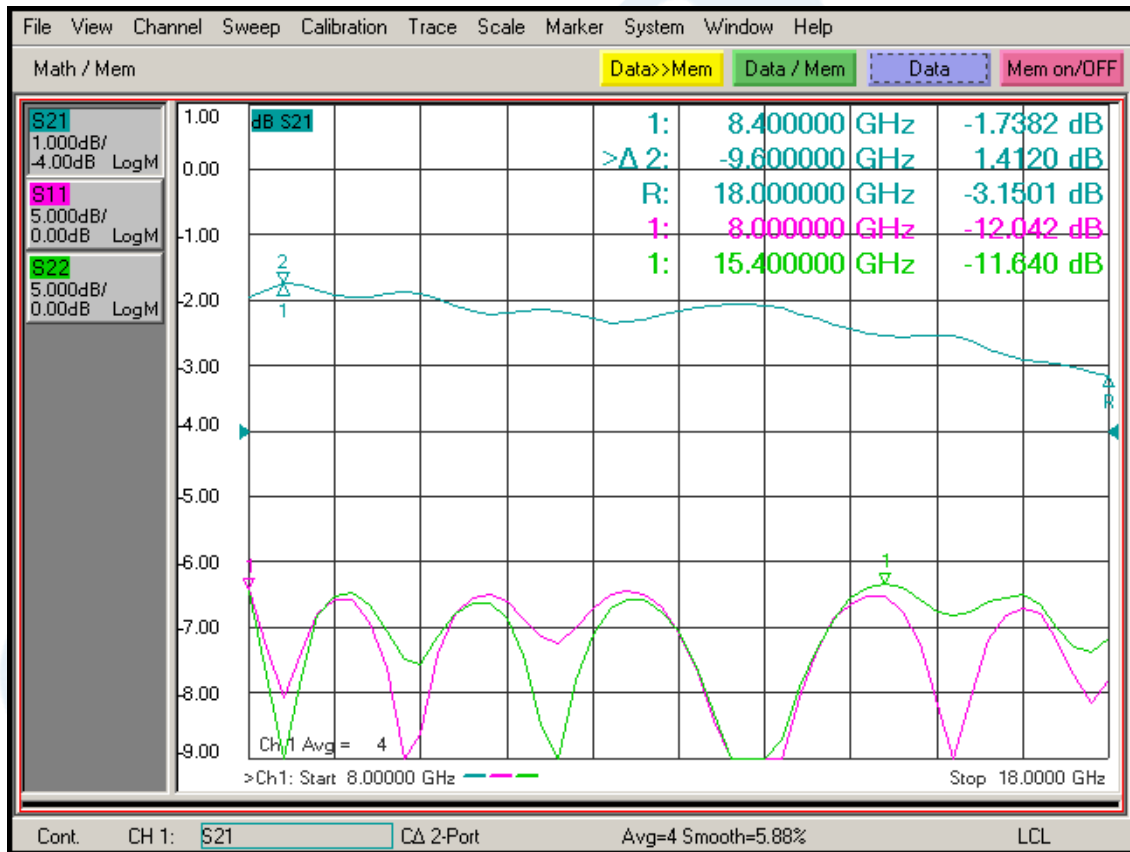 File View Channel Sweep Calibration Trace Scale Marker System Window Help
Math / Mem Data>>Mem Data / Mem Data Mem on/OFF
S21
1.000dB/
-4.00dB LogM
S11
5.000dB/
0.00dB LogM
S22
5.000dB/
0.00dB LogM
dB S21
1: 8.400000 GHz -1.7382 dB
>Δ 2: -9.600000 GHz 1.4120 dB
R: 18.000000 GHz -3.1501 dB
1: 8.000000 GHz -12.042 dB
1: 15.400000 GHz -11.640 dB
1.00
0.00
-1.00
-2.00
-3.00
-4.00
-5.00
-6.00
-7.00
-8.00
-9.00
2
1
R
1
1
Ch 1 Avg = 4
>Ch1: Start 8.00000 GHz Stop 18.0000 GHz
Cont. CH 1: S21 CΔ 2-Port Avg=4 Smooth=5.88% LCL